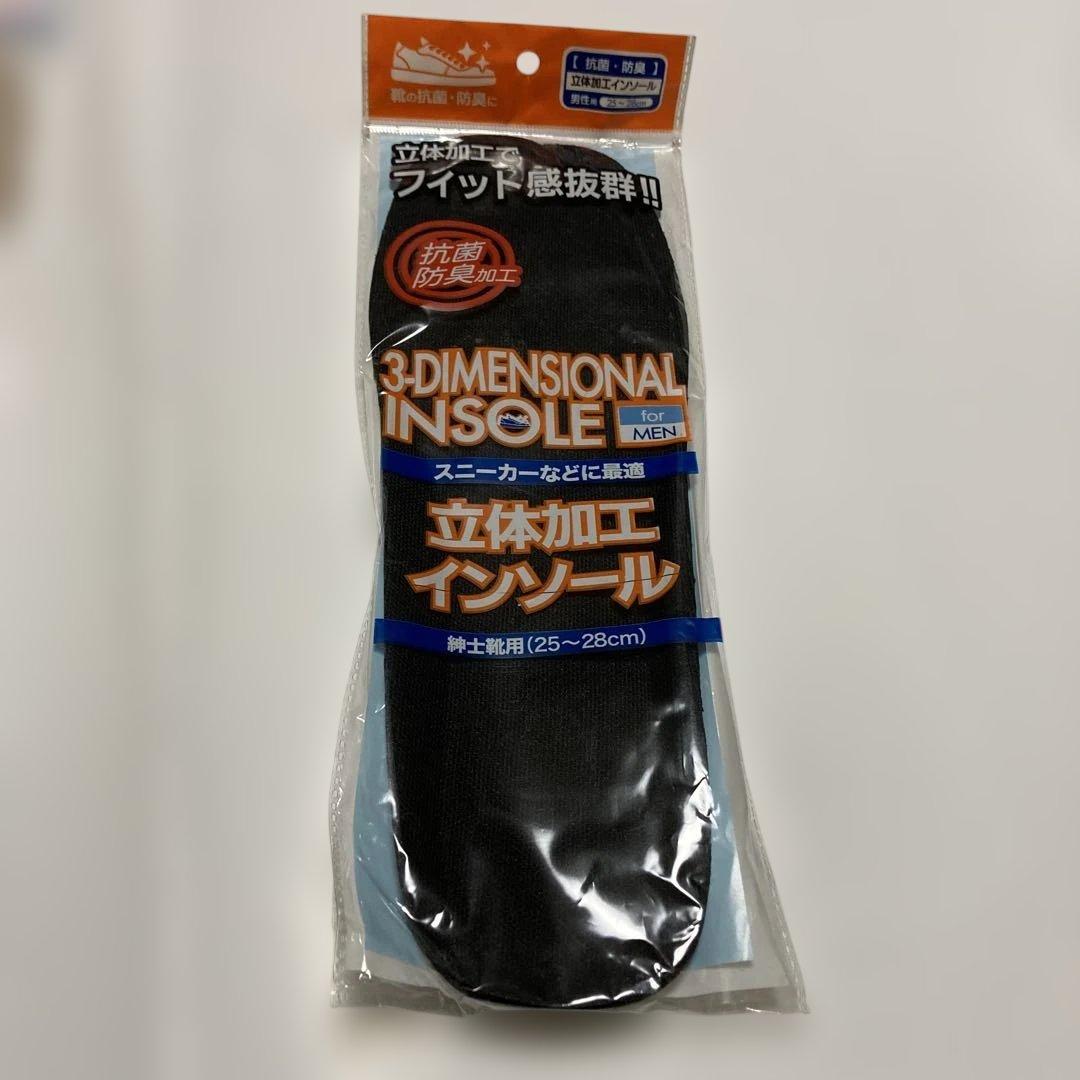 靴の抗菌・防臭に
【 抗菌・防臭 】
立体加工インソール
男性用 25~28cm
立体加工で
フィット感抜群!!
抗菌
防臭加工
3-DIMENSIONAL
INSOLE for MEN
スニーカーなどに最適
立体加工
インソール
紳士靴用(25~28cm)